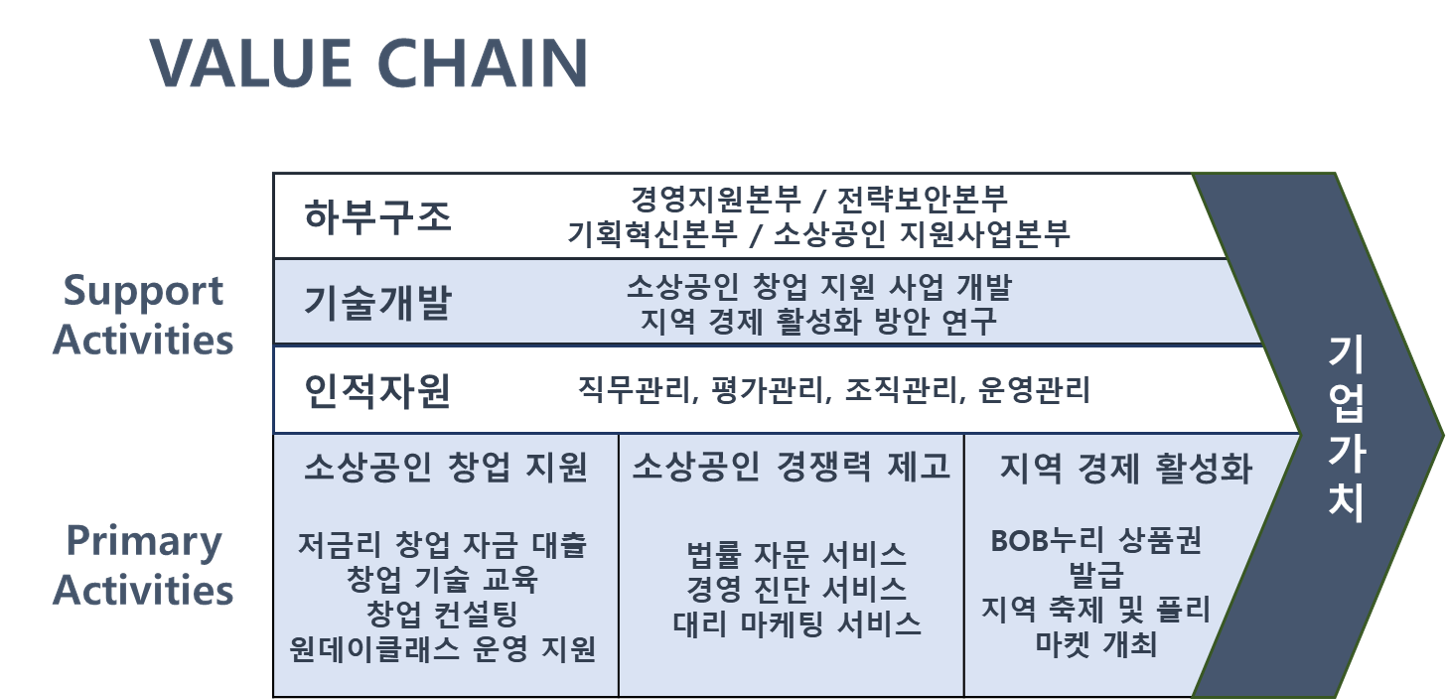 VALUE CHAIN
Support
Activities
하부구조
경영지원본부 / 전략보안본부
기획혁신본부 / 소상공인 지원사업본부
기술개발
소상공인 창업 지원 사업 개발
지역 경제 활성화 방안 연구
인적자원
직무관리, 평가관리, 조직관리, 운영관리
Primary
Activities
소상공인 창업 지원
저금리 창업 자금 대출
창업 기술 교육
창업 컨설팅
원데이클래스 운영 지원
소상공인 경쟁력 제고
법률 자문 서비스
경영 진단 서비스
대리 마케팅 서비스
지역 경제 활성화
BOB누리 상품권
발급
지역 축제 및 플리
마켓 개최
기
업
가
치